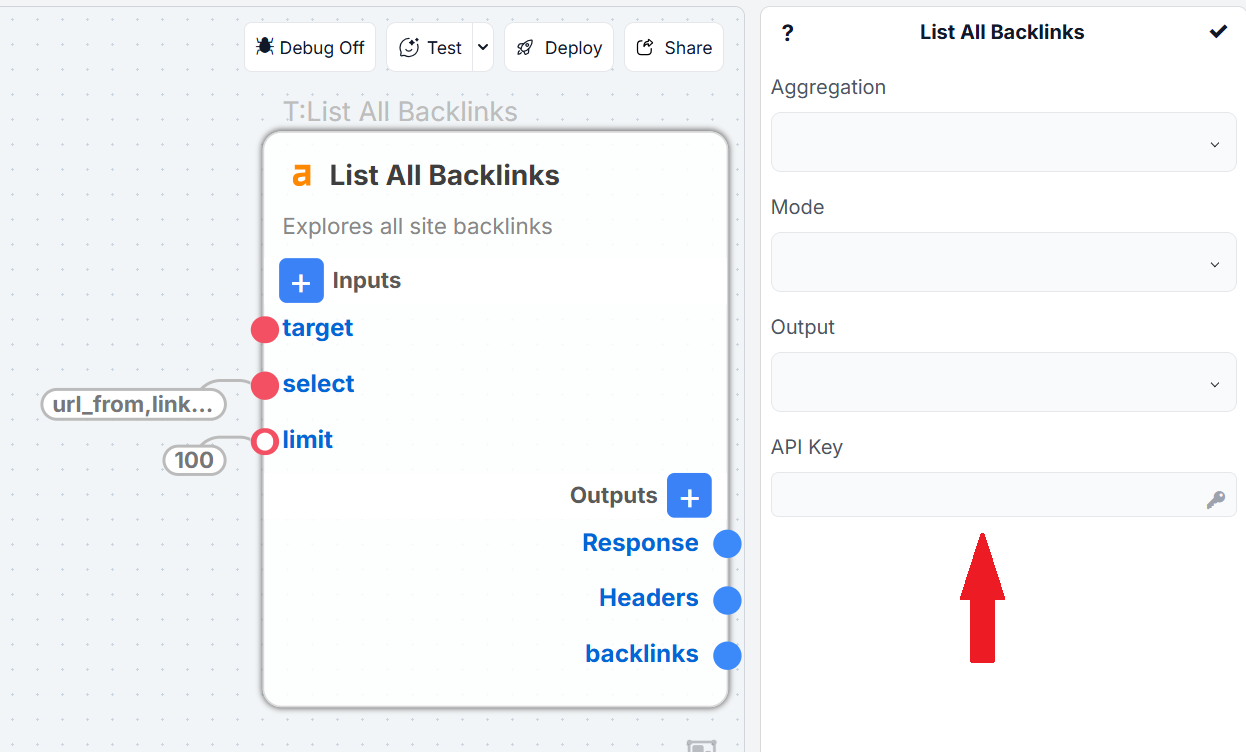 Debug Off
Test
Deploy
Share
T:List All Backlinks
a List All Backlinks
Explores all site backlinks
+ Inputs
target
select
url_from,link...
limit
100
Outputs +
Response
Headers
backlinks
? List All Backlinks
Aggregation
Mode
Output
API Key